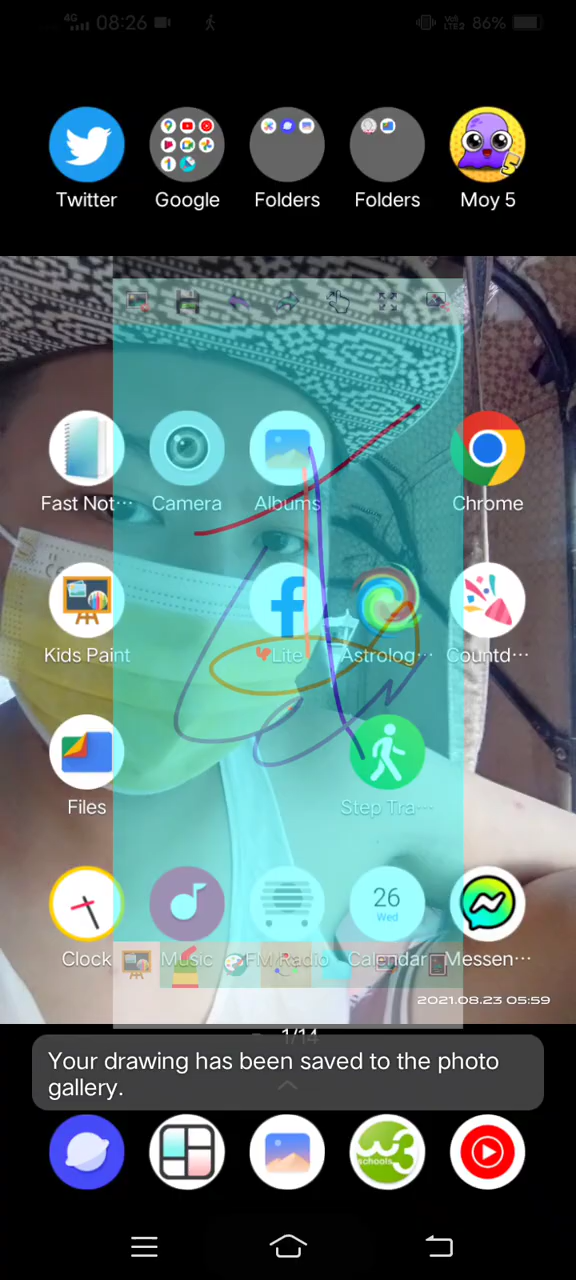 4G 08:26 86%
Twitter Google Folders Folders Moy 5
Fast Not··· Camera Albums Chrome
Kids Paint Lite Astrolog··· Countd···
Files Step Tra···
26
Wed
Clock Music FM Radio Calendar Messen···
2021.08.23 05:59
1/14
Your drawing has been saved to the photo
gallery.
w3
schools